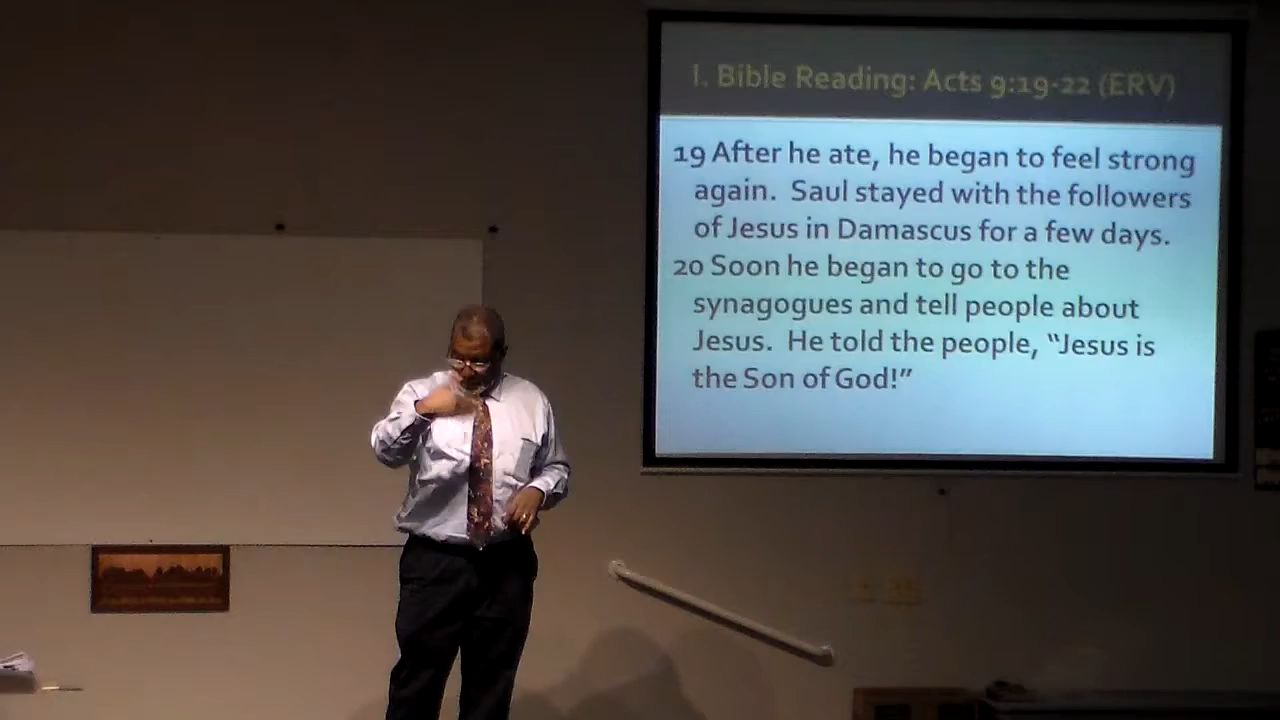 I. Bible Reading: Acts 9:19-22 (ERV)
19 After he ate, he began to feel strong
again.  Saul stayed with the followers
of Jesus in Damascus for a few days.
20 Soon he began to go to the
synagogues and tell people about
Jesus.  He told the people, “Jesus is
the Son of God!”